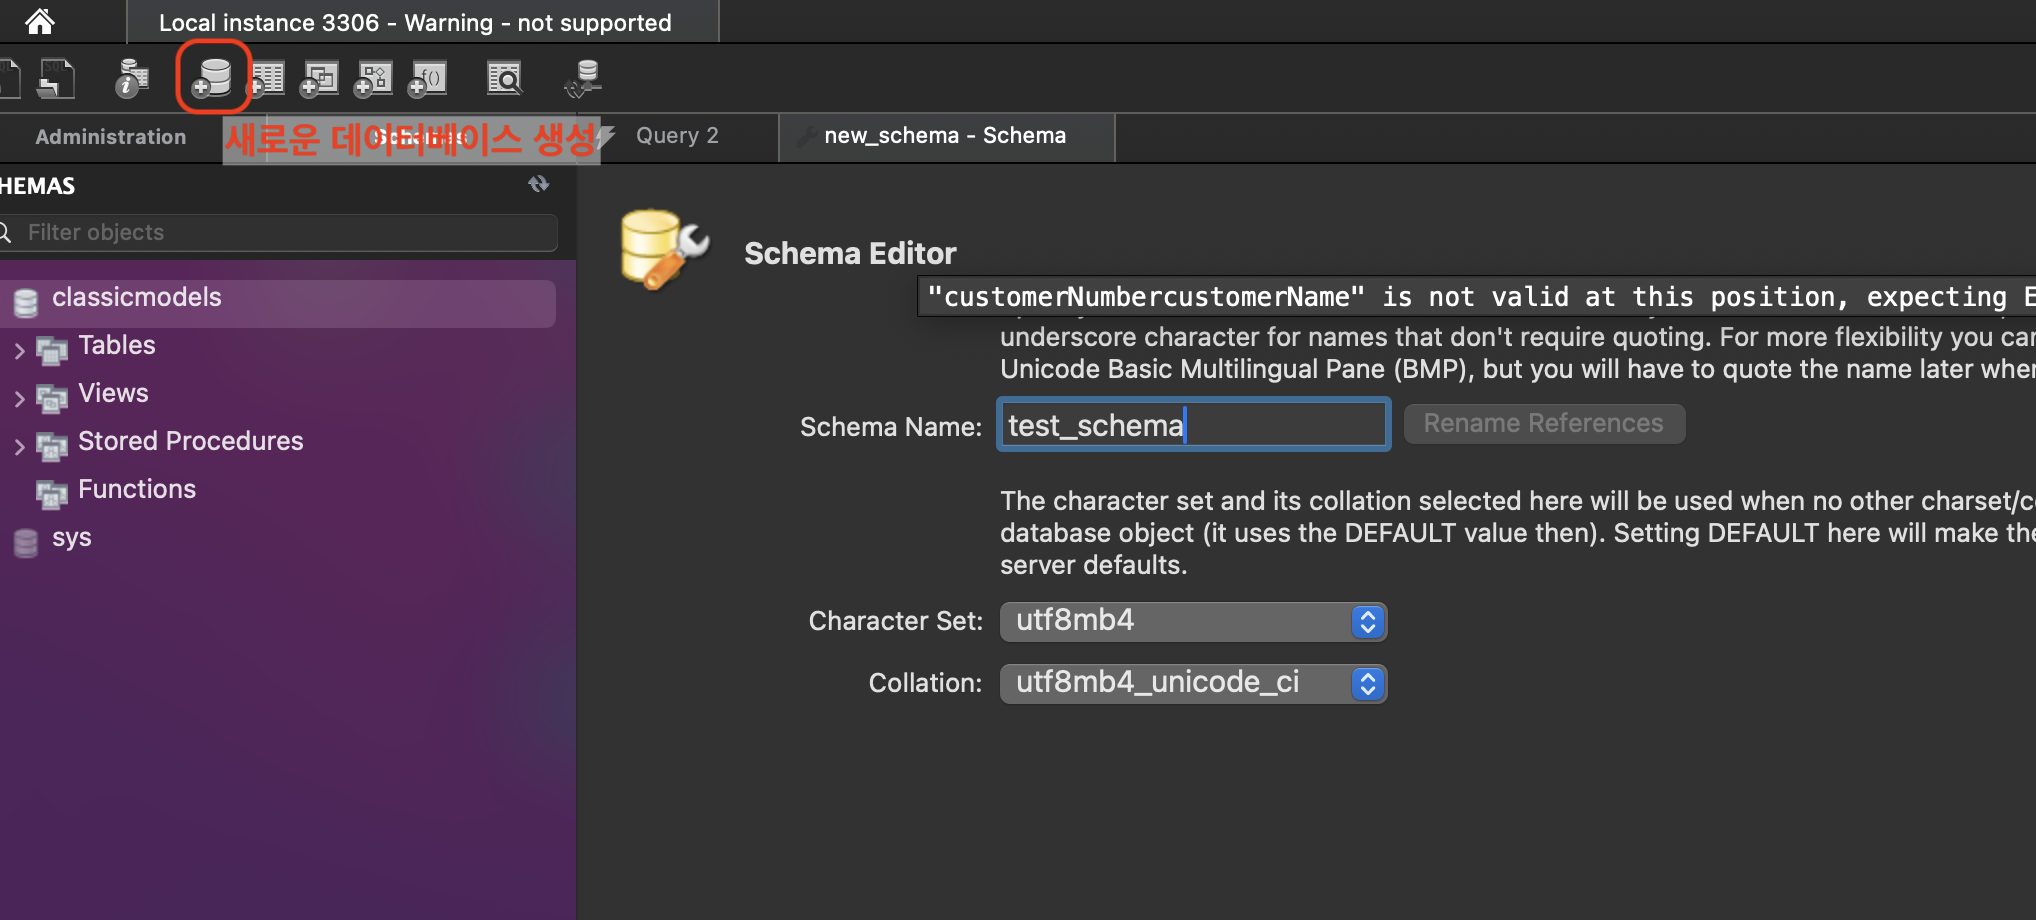 Local instance 3306 - Warning - not supported
Administration
새로운 데이터베이스 생성
Query 2
new_schema - Schema
HEMAS
Filter objects
classicmodels
Tables
Views
Stored Procedures
Functions
sys
Schema Editor
"customerNumbercustomerName" is not valid at this position, expecting E
underscore character for names that don't require quoting. For more flexibility you can
Unicode Basic Multilingual Pane (BMP), but you will have to quote the name later when
Schema Name:
test_schema
Rename References
The character set and its collation selected here will be used when no other charset/c
database object (it uses the DEFAULT value then). Setting DEFAULT here will make the
server defaults.
Character Set:
utf8mb4
Collation:
utf8mb4_unicode_ci